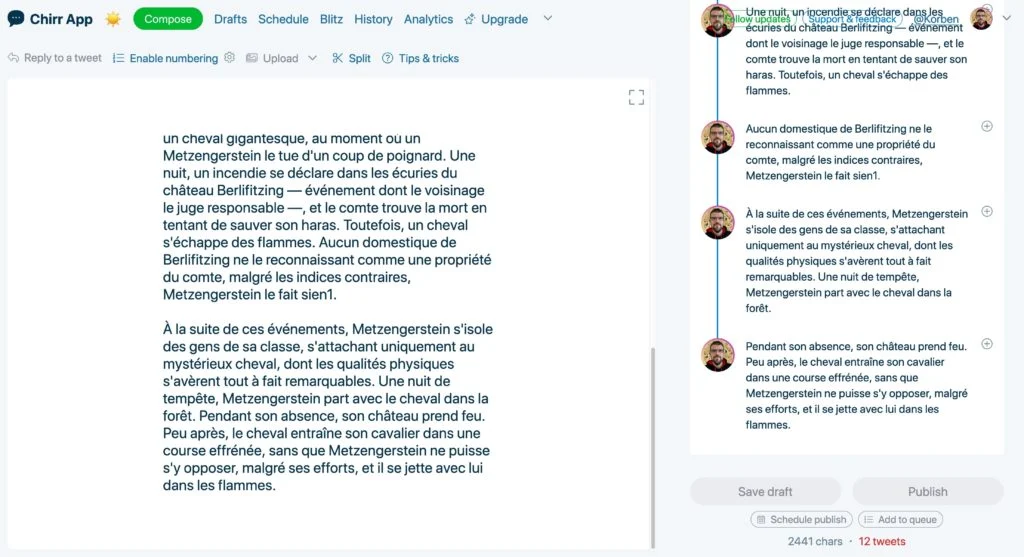 Chirr App
Compose
Drafts
Schedule
Blitz
History
Analytics
Upgrade
Follow updates
Support & feedback
@Korben
Reply to a tweet
Enable numbering
Upload
Split
Tips & tricks
un cheval gigantesque, au moment où un
Metzengerstein le tue d'un coup de poignard. Une
nuit, un incendie se déclare dans les écuries du
château Berlifitzing — événement dont le voisinage
le juge responsable —, et le comte trouve la mort en
tentant de sauver son haras. Toutefois, un cheval
s'échappe des flammes. Aucun domestique de
Berlifitzing ne le reconnaissant comme une propriété
du comte, malgré les indices contraires,
Metzengerstein le fait sien1.
À la suite de ces événements, Metzengerstein s'isole
des gens de sa classe, s'attachant uniquement au
mystérieux cheval, dont les qualités physiques
s'avèrent tout à fait remarquables. Une nuit de
tempête, Metzengerstein part avec le cheval dans la
forêt. Pendant son absence, son château prend feu.
Peu après, le cheval entraîne son cavalier dans une
course effrénée, sans que Metzengerstein ne puisse
s'y opposer, malgré ses efforts, et il se jette avec lui
dans les flammes.
Une nuit, un incendie se déclare dans les
écuries du château Berlifitzing — événement
dont le voisinage le juge responsable —, et le
comte trouve la mort en tentant de sauver son
haras. Toutefois, un cheval s'échappe des
flammes.
Aucun domestique de Berlifitzing ne le
reconnaissant comme une propriété du
comte, malgré les indices contraires,
Metzengerstein le fait sien1.
À la suite de ces événements, Metzengerstein
s'isole des gens de sa classe, s'attachant
uniquement au mystérieux cheval, dont les
qualités physiques s'avèrent tout à fait
remarquables. Une nuit de tempête,
Metzengerstein part avec le cheval dans la
forêt.
Pendant son absence, son château prend feu.
Peu après, le cheval entraîne son cavalier
dans une course effrénée, sans que
Metzengerstein ne puisse s'y opposer, malgré
ses efforts, et il se jette avec lui dans les
flammes.
Save draft
Publish
Schedule publish
Add to queue
2441 chars · 12 tweets